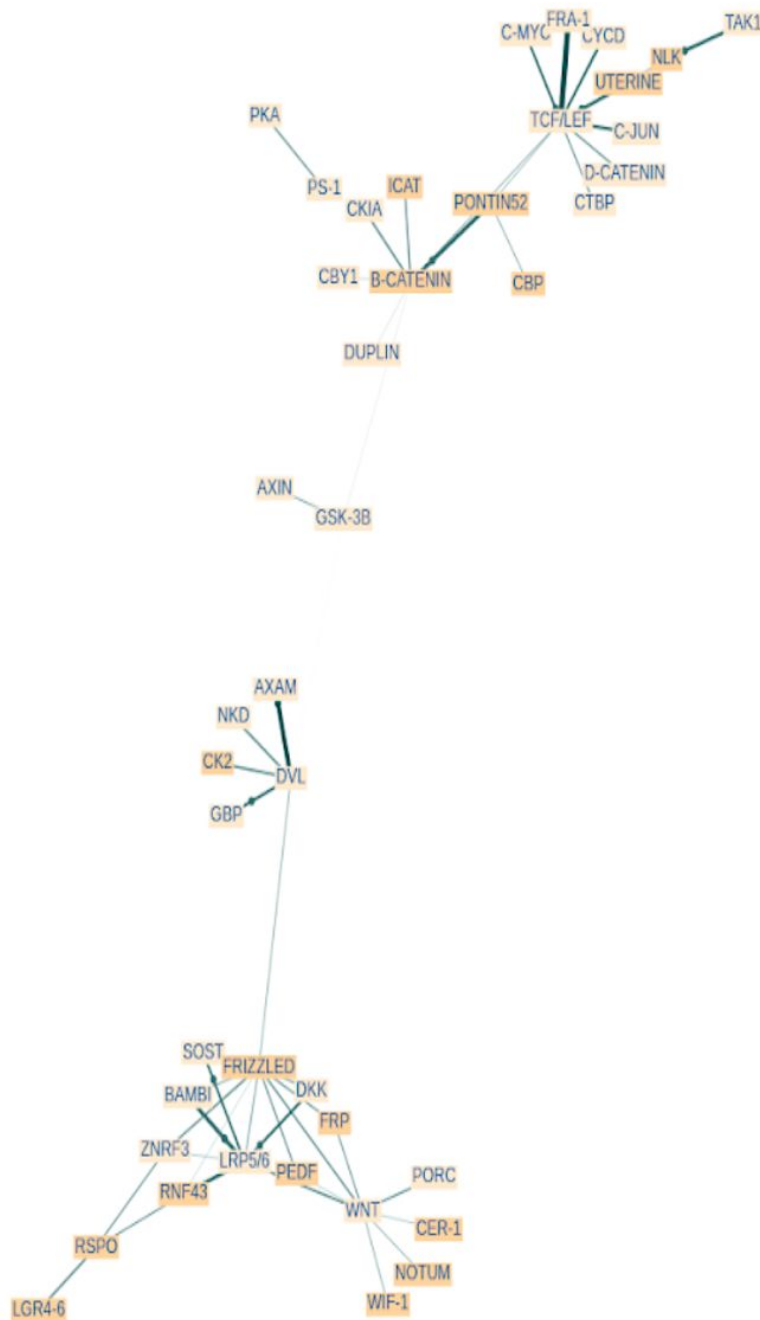 FRA-1
TAK1
C-MYC
CYCD
NLK
UTERINE
PKA
TCF/LEF
C-JUN
D-CATENIN
PS-1
ICAT
CKIA
PONTIN52
CTBP
CBY1
B-CATENIN
CBP
DUPLIN
AXIN
GSK-3B
AXAM
NKD
CK2
DVL
GBP
SOST
FRIZZLED
BAMBI
DKK
FRP
ZNRF3
LRP5/6
PEDF
PORC
RNF43
WNT
CER-1
RSPO
NOTUM
LGR4-6
WIF-1